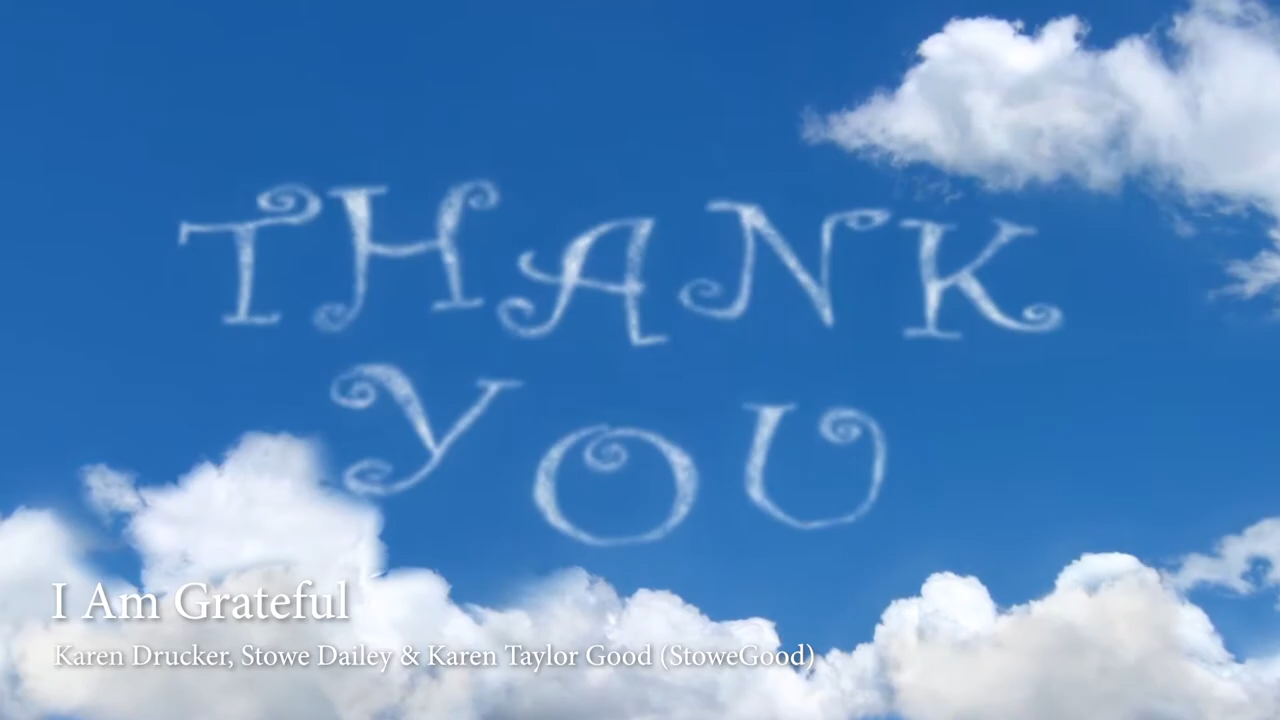 THANK
YOU
I Am Grateful
Karen Drucker, Stowe Dailey & Karen Taylor Good (StoweGood)